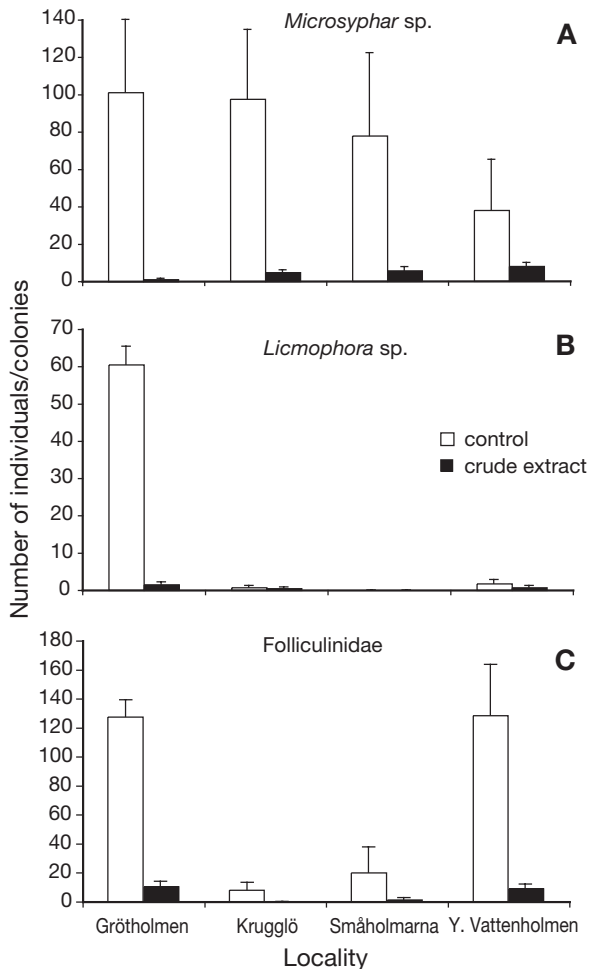 Number of individuals/colonies
Microsyphar sp.
A
140
120
100
80
60
40
20
0
Licmophora sp.
B
70
60
50
40
30
20
10
0
control
crude extract
Folliculinidae
C
180
160
140
120
100
80
60
40
20
0
Grötholmen Krugglö Småholmarna Y. Vattenholmen
Locality